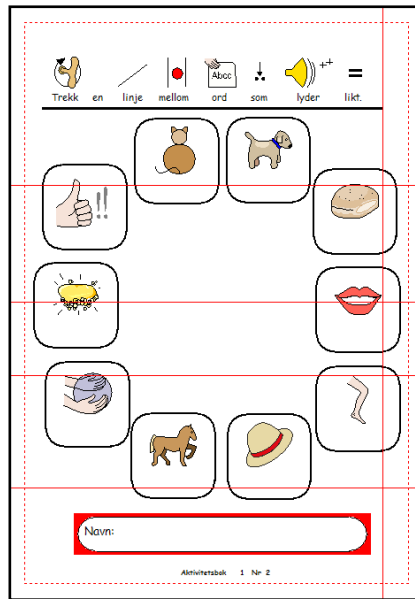 Abcc
Trekk en linje mellom ord som lyder likt.
Navn:
Aktivitetsbok 1 Nr 2